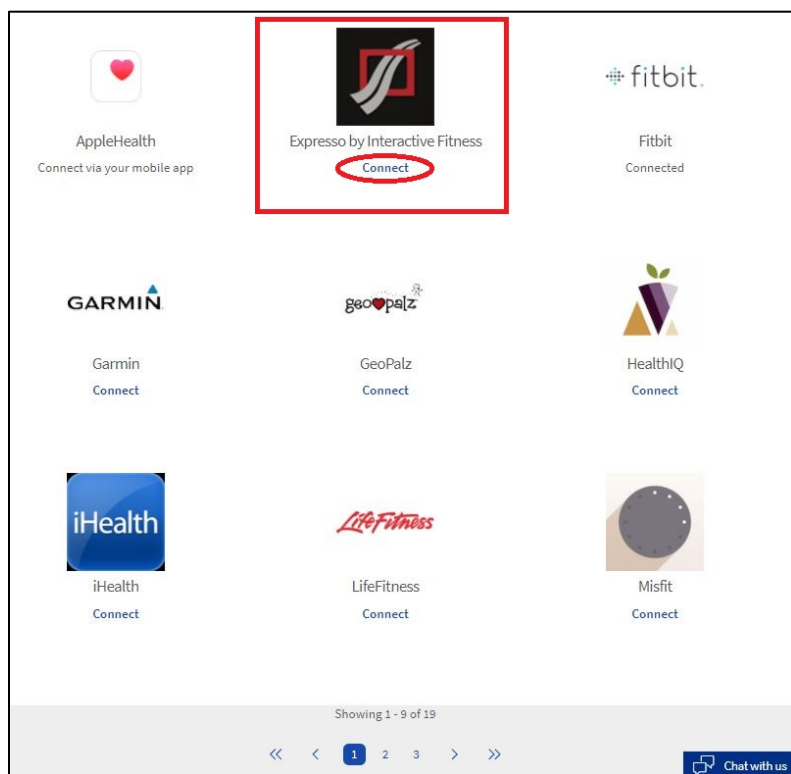 fitbit.
AppleHealth
Expresso by Interactive Fitness
Fitbit
Connect via your mobile app
Connect
Connected
GARMIN
geopalz
Garmin
GeoPalz
HealthIQ
Connect
Connect
Connect
iHealth
LifeFitness
iHealth
LifeFitness
Misfit
Connect
Connect
Connect
Showing 1 - 9 of 19
<< < 1 2 3 > >>
Chat with us